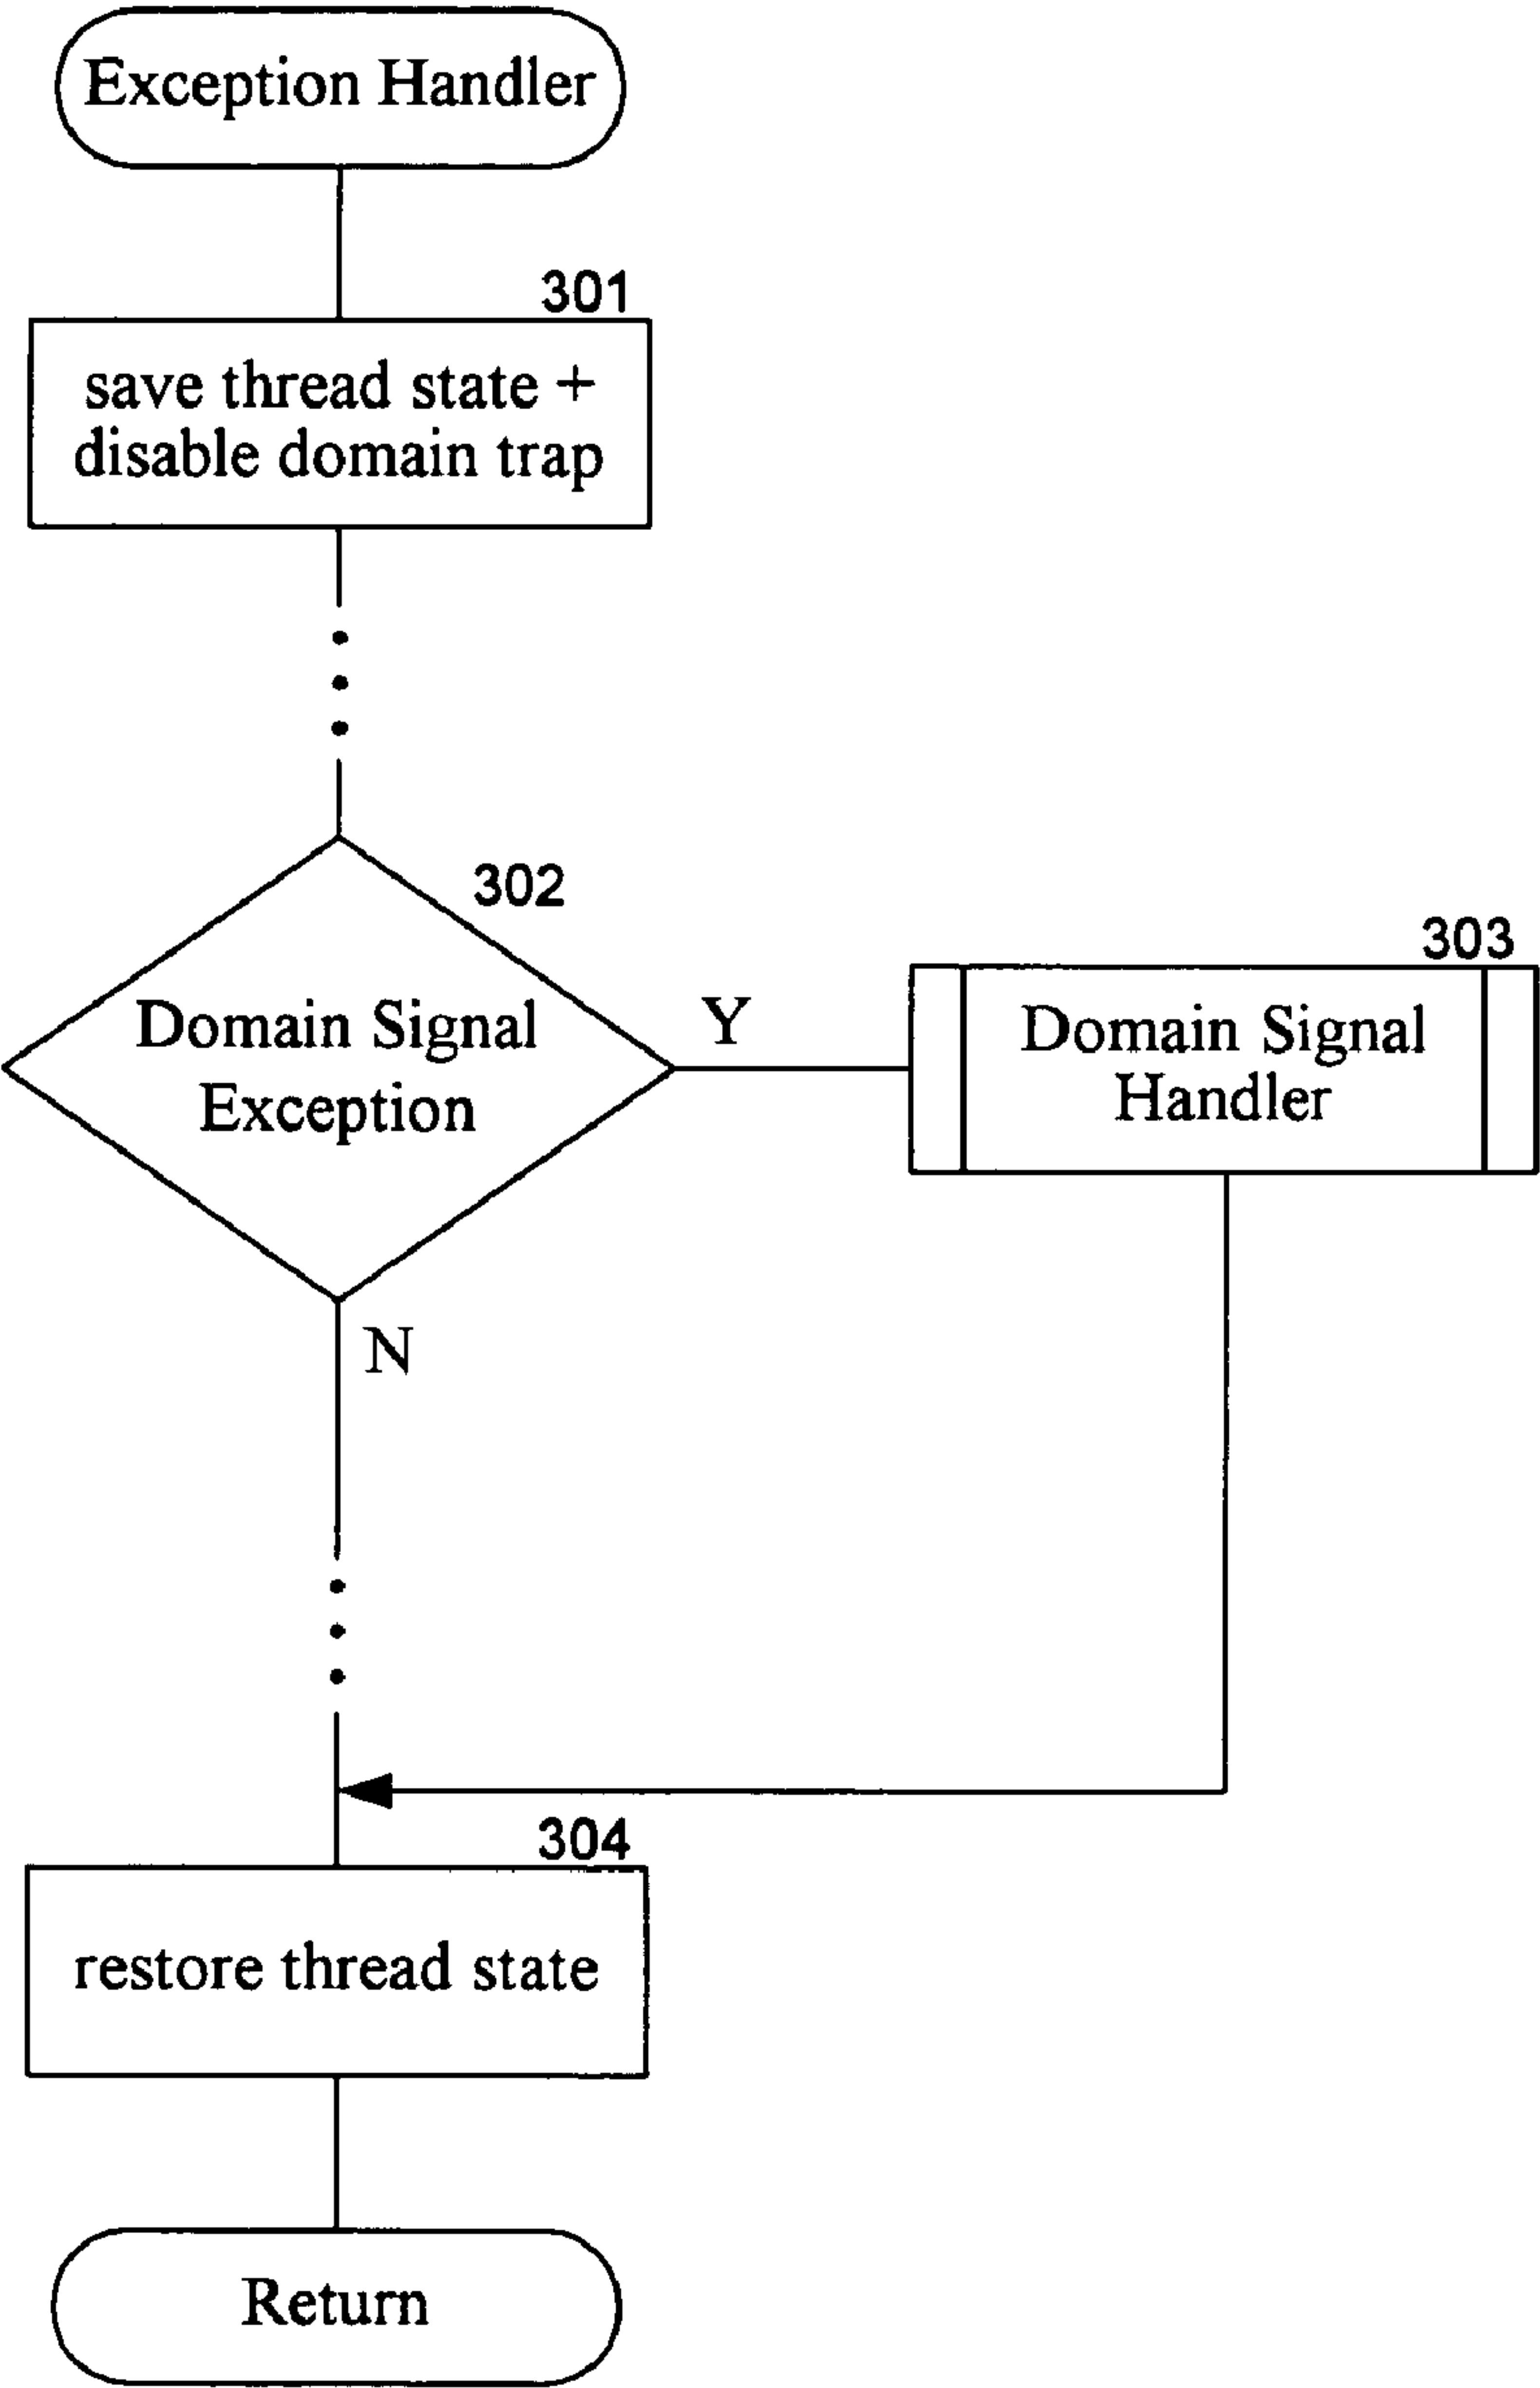 Exception Handler
301
save thread state +
disable domain trap
302
Domain Signal
Exception
Y
303
Domain Signal
Handler
N
304
restore thread state
Return